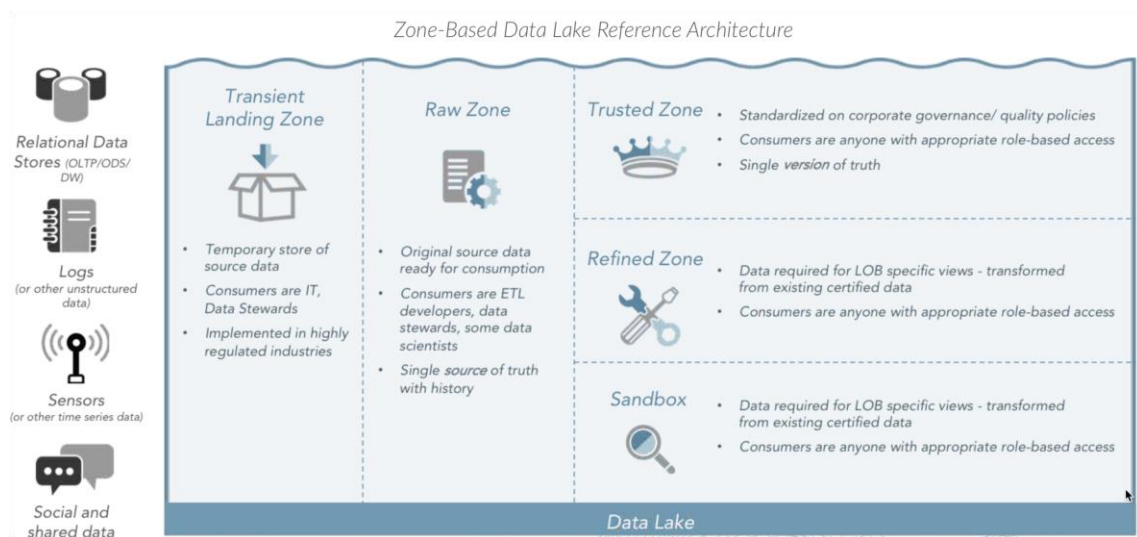 Zone-Based Data Lake Reference Architecture
Relational Data
Stores (OLTP/ODS/
DW)
Logs
(or other unstructured
data)
Sensors
(or other time series data)
Social and
shared data
Transient
Landing Zone
• Temporary store of
source data
• Consumers are IT,
Data Stewards
• Implemented in highly
regulated industries
Raw Zone
• Original source data
ready for consumption
• Consumers are ETL
developers, data
stewards, some data
scientists
• Single source of truth
with history
Trusted Zone
• Standardized on corporate governance/ quality policies
• Consumers are anyone with appropriate role-based access
• Single version of truth
Refined Zone
• Data required for LOB specific views - transformed
from existing certified data
• Consumers are anyone with appropriate role-based access
Sandbox
• Data required for LOB specific views - transformed
from existing certified data
• Consumers are anyone with appropriate role-based access
Data Lake